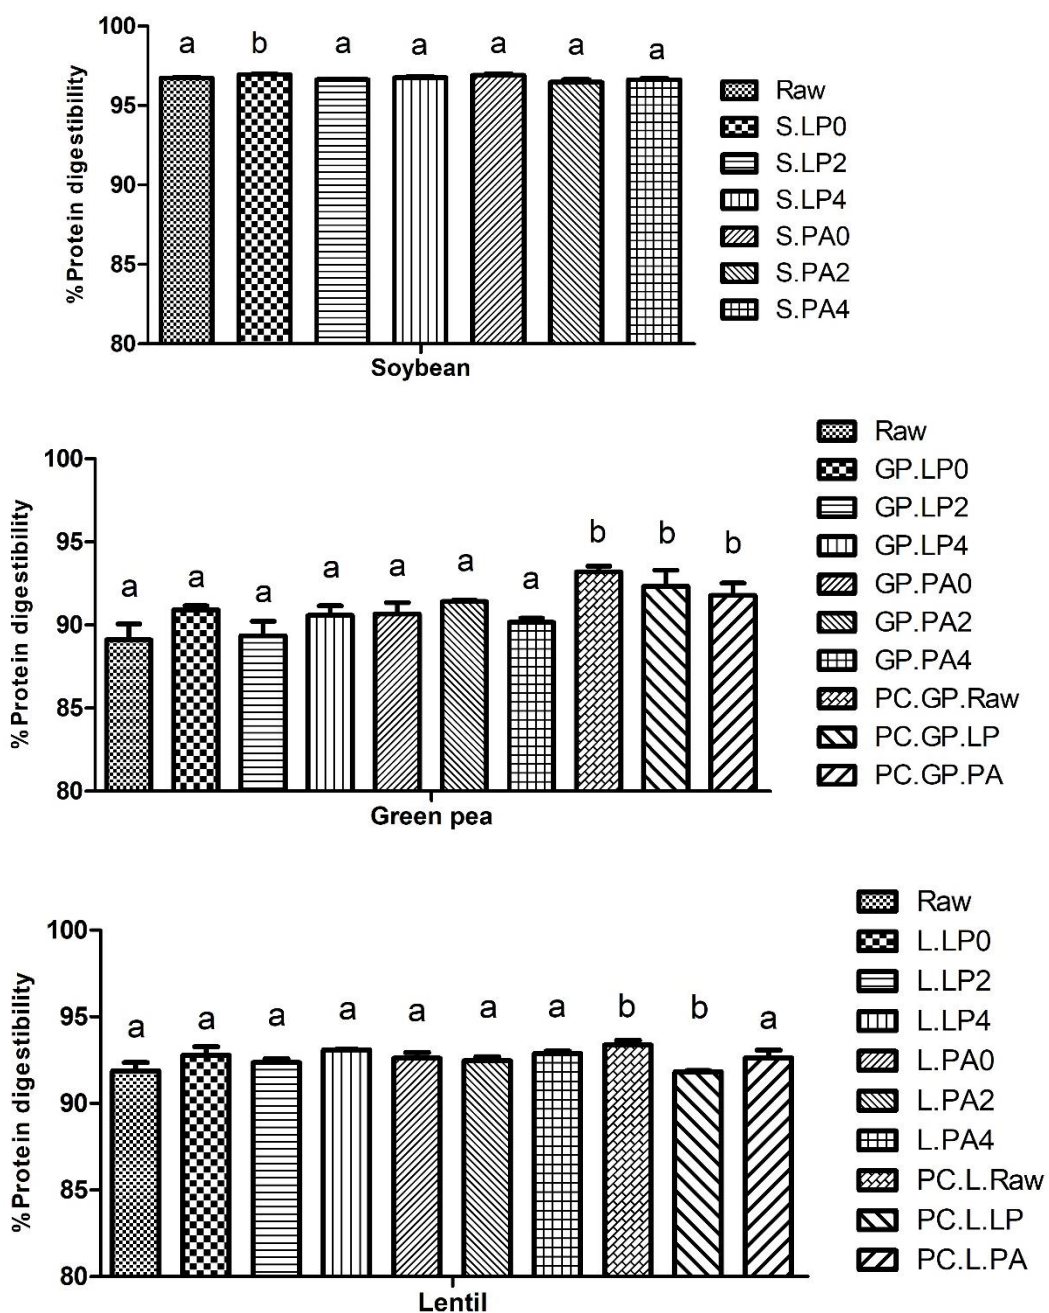 100
95
90
85
80
%Protein digestibility
a b a a a a a
Soybean
Raw
S.LP0
S.LP2
S.LP4
S.PA0
S.PA2
S.PA4
100
95
90
85
80
%Protein digestibility
a a a a a a a b b b
Green pea
Raw
GP.LP0
GP.LP2
GP.LP4
GP.PA0
GP.PA2
GP.PA4
PC.GP.Raw
PC.GP.LP
PC.GP.PA
100
95
90
85
80
%Protein digestibility
a a a a a a a b b a
Lentil
Raw
L.LP0
L.LP2
L.LP4
L.PA0
L.PA2
L.PA4
PC.L.Raw
PC.L.LP
PC.L.PA